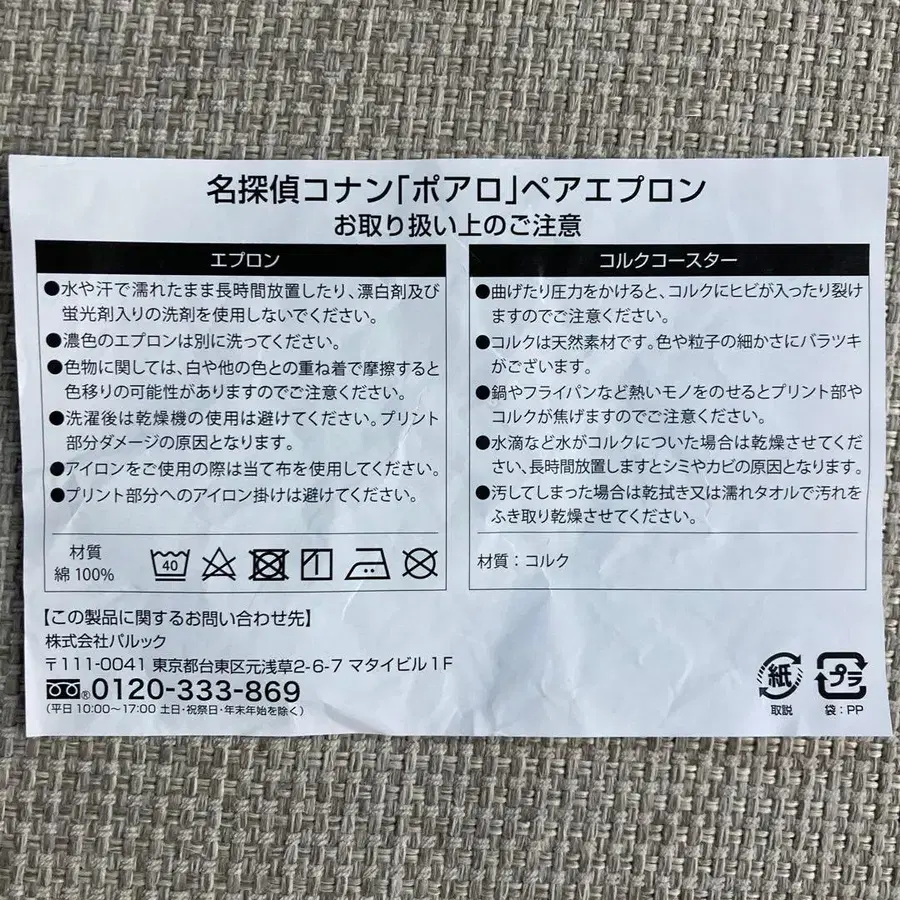 名探偵コナン「ポアロ」ペアエプロン
お取り扱い上のご注意
エプロン
●水や汗で濡れたまま長時間放置したり、漂白剤及び
蛍光剤入りの洗剤を使用しないでください。
●濃色のエプロンは別に洗ってください。
●色物に関しては、白や他の色との重ね着で摩擦すると
色移りの可能性がありますのでご注意ください。
●洗濯後は乾燥機の使用は避けてください。プリント
部分ダメージの原因となります。
●アイロンをご使用の際は当て布を使用してください。
●プリント部分へのアイロン掛けは避けてください。
材質
綿100%
40
コルクコースター
●曲げたり圧力をかけると、コルクにヒビが入ったり裂け
ますのでご注意ください。
●コルクは天然素材です。色や粒子の細かさにバラツキ
がございます。
●鍋やフライパンなど熱いモノをのせるとプリント部や
コルクが焦げますのでご注意ください。
●水滴など水がコルクについた場合は乾燥させてくだ
さい、長時間放置しますとシミやカビの原因となります。
●汚してしまった場合は乾拭き又は濡れタオルで汚れを
ふき取り乾燥させてください。
材質：コルク
【この製品に関するお問い合わせ先】
株式会社バルック
〒111-0041 東京都台東区元浅草2-6-7 マタイビル1F
®0120-333-869
(平日 10:00〜17:00 土日・祝祭日・年末年始を除く)
紙
取説
プラ
袋：PP